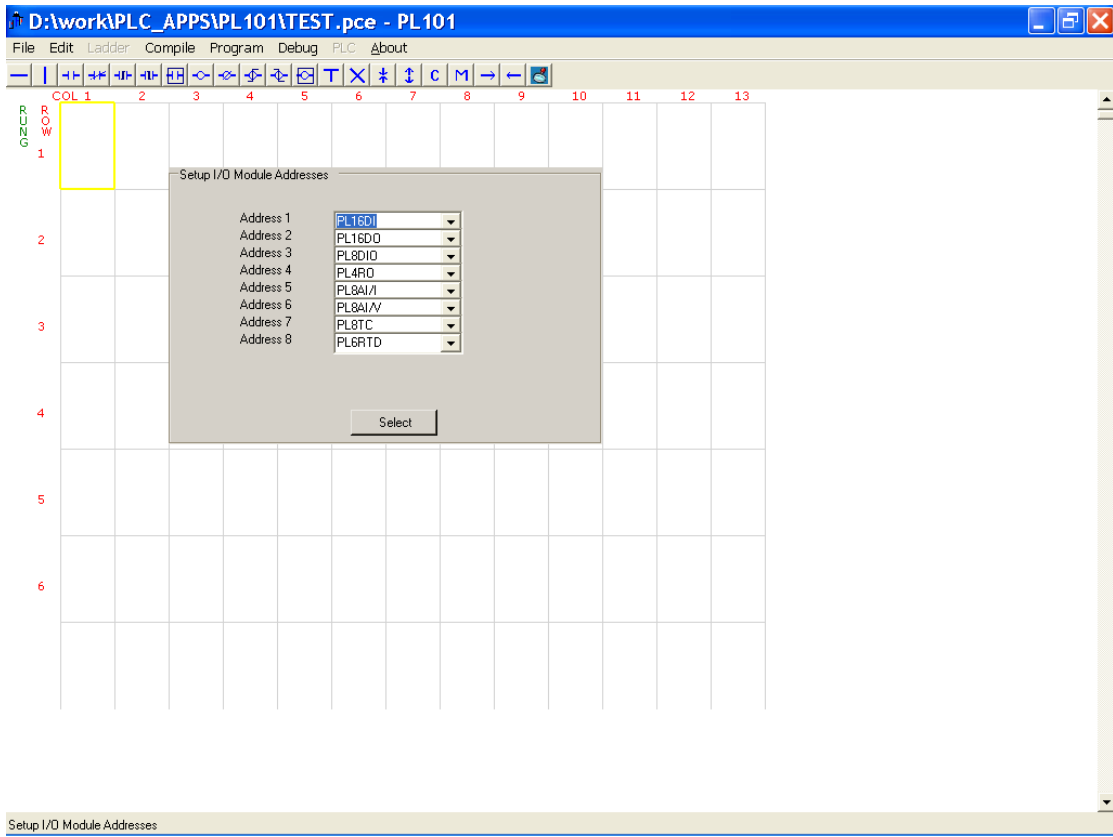 D:\work\PLC_APPS\PL101\TEST.pce - PL101
File Edit Ladder Compile Program Debug PLC About
C M
COL 1 2 3 4 5 6 7 8 9 10 11 12 13
RUNG
ROW
1
Setup I/O Module Addresses
Address 1 PL16DI
Address 2 PL16DO
2
Address 3 PL8DIO
Address 4 PL4RO
Address 5 PL8AI/I
Address 6 PL8AI/V
Address 7 PL8TC
3
Address 8 PL6RTD
4
Select
5
6
Setup I/O Module Addresses